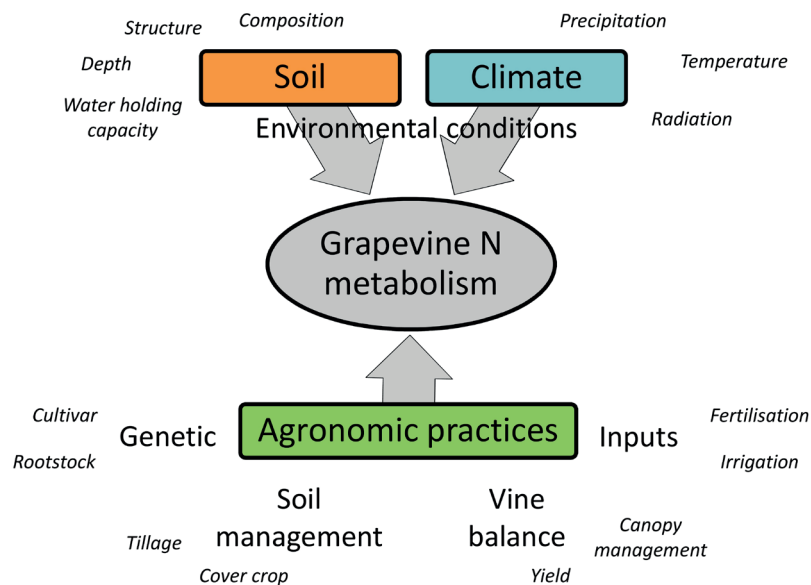 Structure
Composition
Precipitation
Depth
Soil
Climate
Temperature
Water holding
capacity
Environmental conditions
Radiation
Grapevine N
metabolism
Cultivar
Genetic
Agronomic practices
Inputs
Fertilisation
Rootstock
Irrigation
Soil
management
Vine
balance
Tillage
Cover crop
Canopy
management
Yield